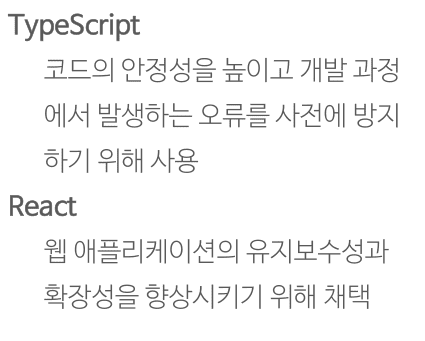 TypeScript
코드의 안정성을 높이고 개발 과정
에서 발생하는 오류를 사전에 방지
하기 위해 사용
React
웹 애플리케이션의 유지보수성과
확장성을 향상시키기 위해 채택